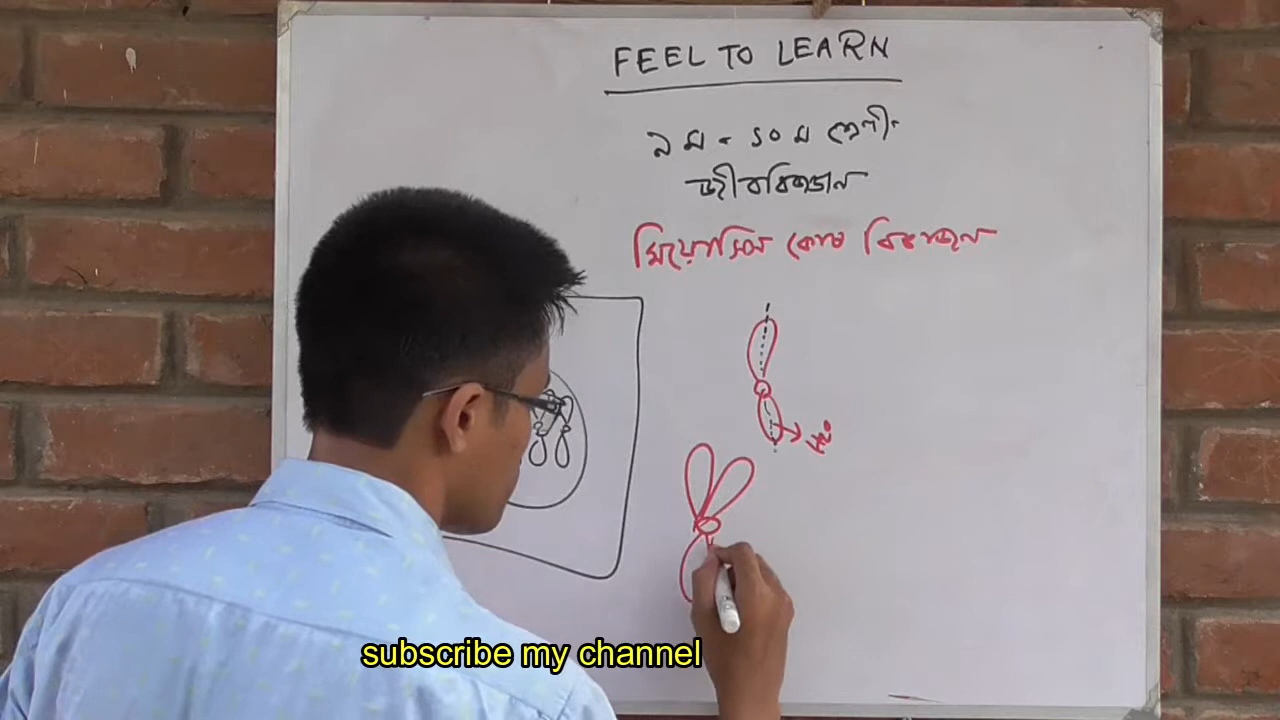 FEEL TO LEARN
৯ম - ১০ম শ্রেণী
জীববিজ্ঞান
মিয়োসিস কোষ বিভাজন
subscribe my channel